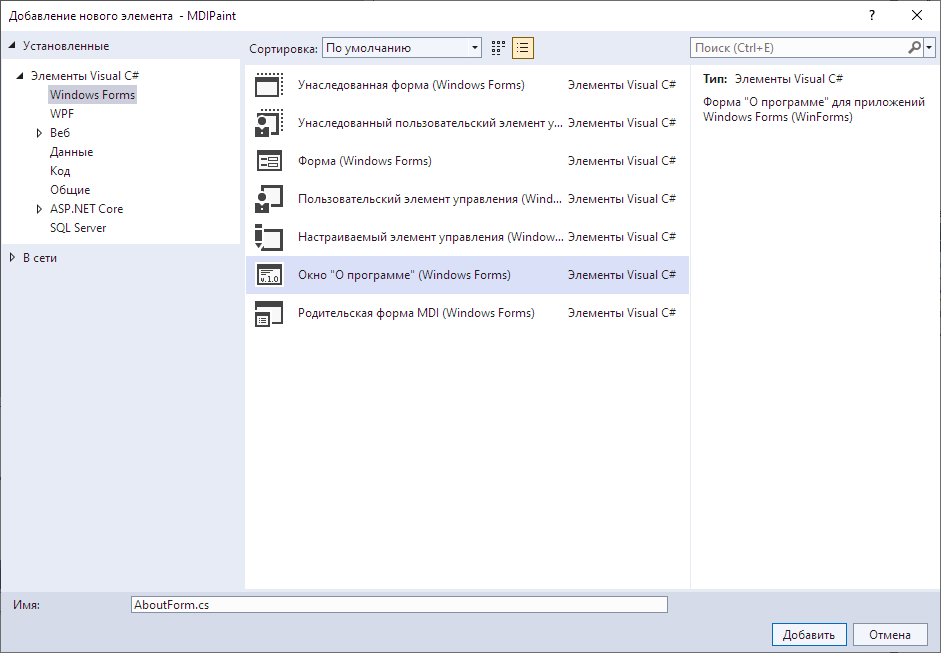 Добавление нового элемента - MDIPaint
?
Установленные
Сортировка: По умолчанию
Поиск (Ctrl+E)
Элементы Visual C#
Windows Forms
WPF
Веб
Данные
Код
Общие
ASP.NET Core
SQL Server
В сети
Унаследованная форма (Windows Forms) Элементы Visual C#
Унаследованный пользовательский элемент у... Элементы Visual C#
Форма (Windows Forms) Элементы Visual C#
Пользовательский элемент управления (Wind... Элементы Visual C#
Настраиваемый элемент управления (Window... Элементы Visual C#
v.1.0 Окно "О программе" (Windows Forms) Элементы Visual C#
Родительская форма MDI (Windows Forms) Элементы Visual C#
Тип: Элементы Visual C#
Форма "О программе" для приложений
Windows Forms (WinForms)
Имя: AboutForm.cs
Добавить Отмена